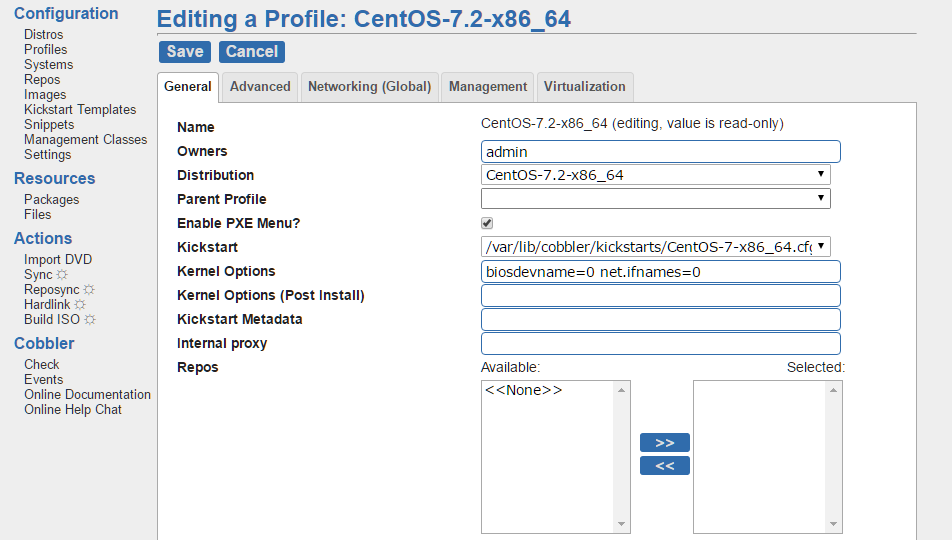 Configuration
Distros
Profiles
Systems
Repos
Images
Kickstart Templates
Snippets
Management Classes
Settings
Resources
Packages
Files
Actions
Import DVD
Sync
Reposync
Hardlink
Build ISO
Cobbler
Check
Events
Online Documentation
Online Help Chat
Editing a Profile: CentOS-7.2-x86_64
Save Cancel
General Advanced Networking (Global) Management Virtualization
Name CentOS-7.2-x86_64 (editing, value is read-only)
Owners admin
Distribution CentOS-7.2-x86_64
Parent Profile
Enable PXE Menu?
Kickstart /var/lib/cobbler/kickstarts/CentOS-7-x86_64.cfg
Kernel Options biosdevname=0 net.ifnames=0
Kernel Options (Post Install)
Kickstart Metadata
Internal proxy
Repos Available: Selected:
<<None>>
>>
<<